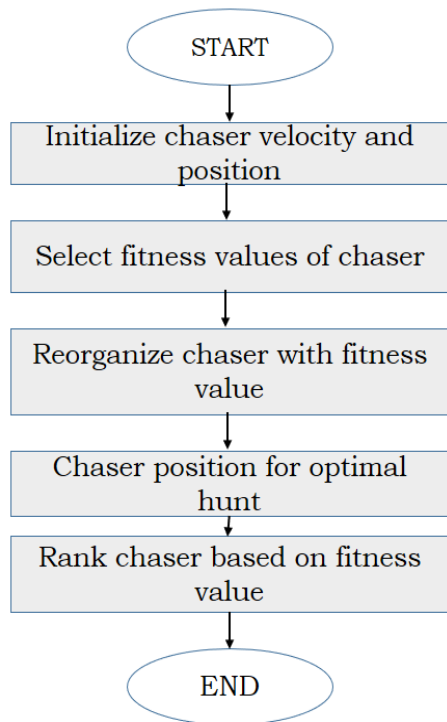 START
Initialize chaser velocity and
position
Select fitness values of chaser
Reorganize chaser with fitness
value
Chaser position for optimal
hunt
Rank chaser based on fitness
value
END